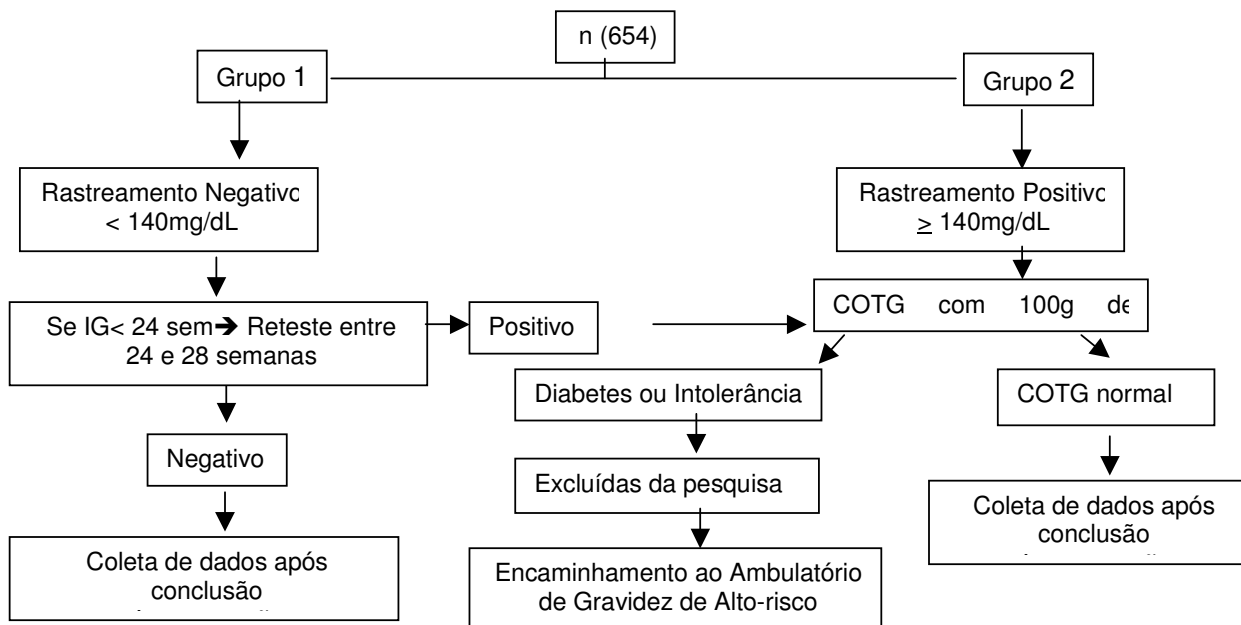 n (654)
Grupo 1
Grupo 2
Rastreamento Negativo
< 140mg/dL
Rastreamento Positivo
≥ 140mg/dL
Se IG< 24 sem➔ Reteste entre
24 e 28 semanas
Positivo
COTG com 100g de
Diabetes ou Intolerância
COTG normal
Negativo
Excluídas da pesquisa
Coleta de dados após
conclusão
Coleta de dados após
conclusão
Encaminhamento ao Ambulatório
de Gravidez de Alto-risco